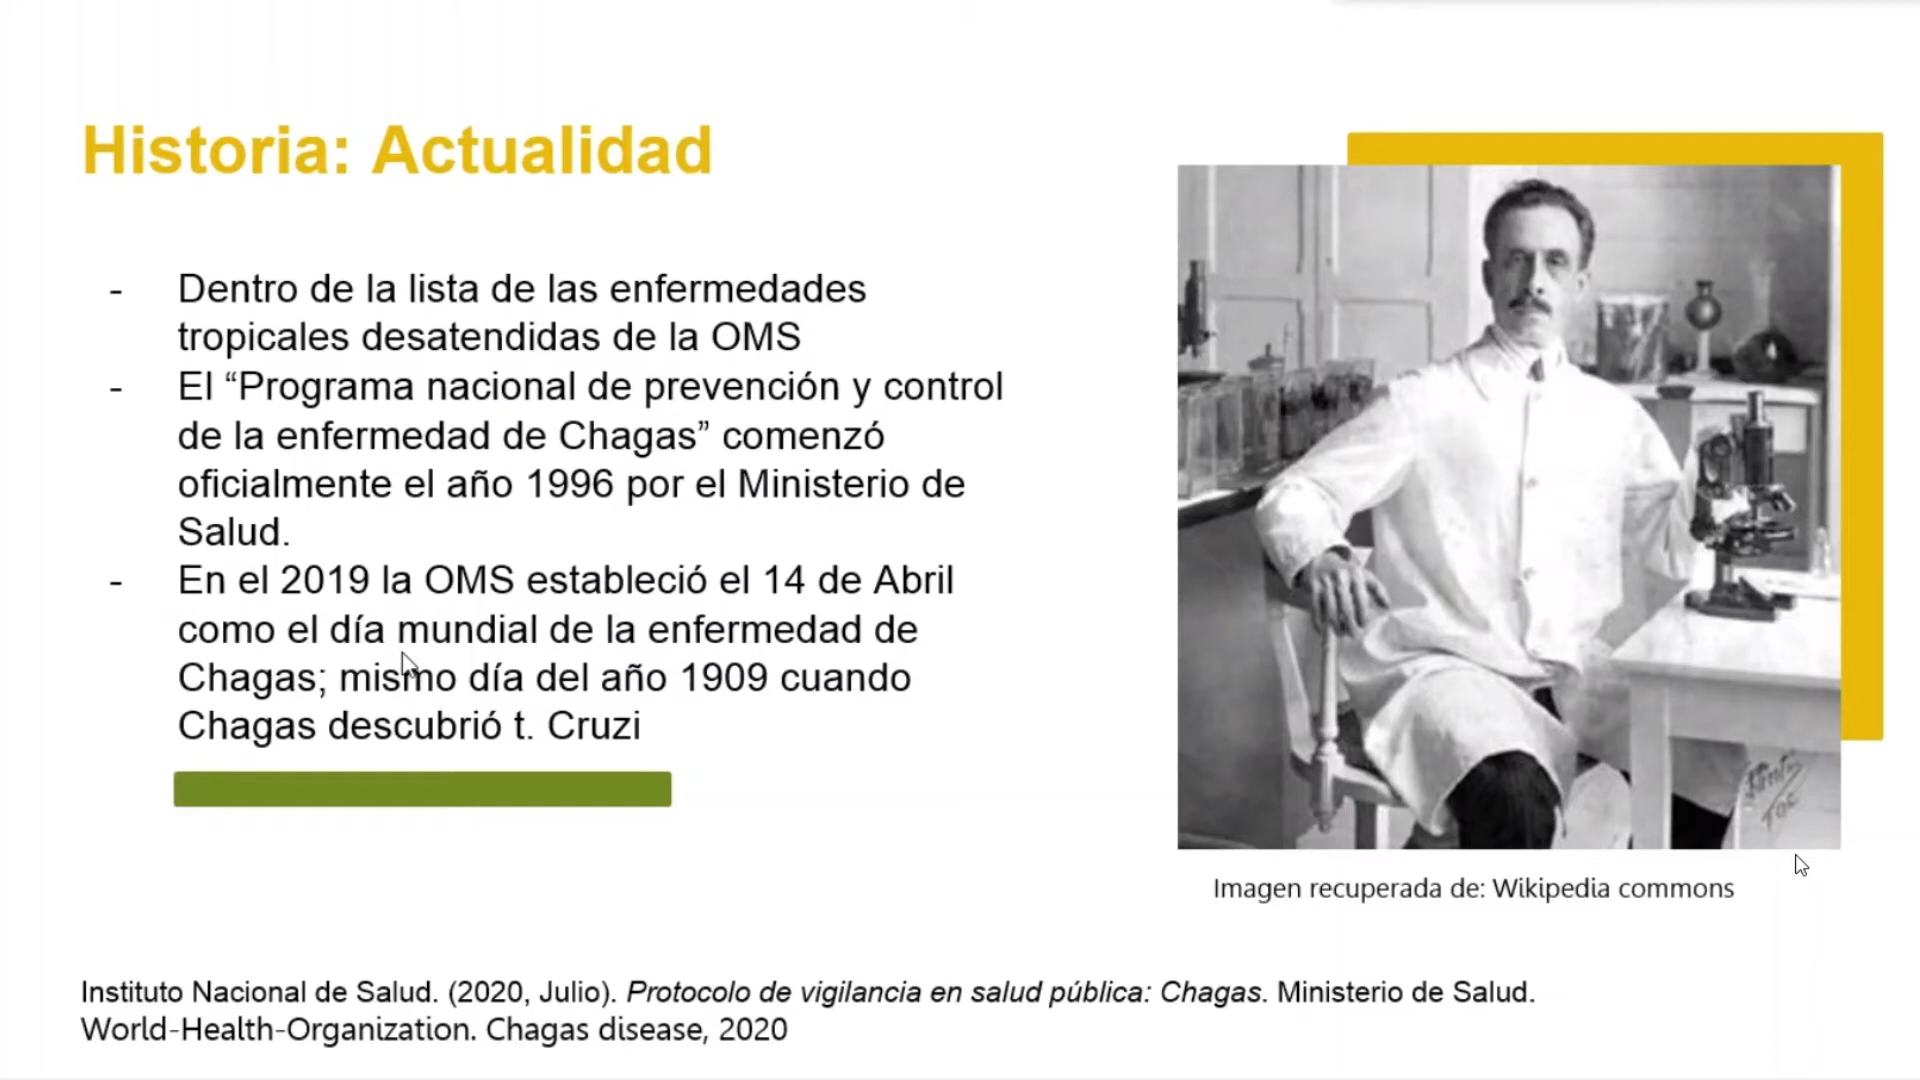 Historia: Actualidad
- Dentro de la lista de las enfermedades
tropicales desatendidas de la OMS
- El “Programa nacional de prevención y control
de la enfermedad de Chagas” comenzó
oficialmente el año 1996 por el Ministerio de
Salud.
- En el 2019 la OMS estableció el 14 de Abril
como el día mundial de la enfermedad de
Chagas; mismo día del año 1909 cuando
Chagas descubrió t. Cruzi
Imagen recuperada de: Wikipedia commons
Instituto Nacional de Salud. (2020, Julio). Protocolo de vigilancia en salud pública: Chagas. Ministerio de Salud.
World-Health-Organization. Chagas disease, 2020